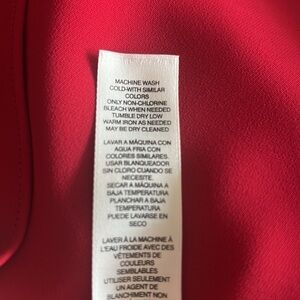 MACHINE WASH
COLD-WITH SIMILAR
COLORS
ONLY NON-CHLORINE
BLEACH WHEN NEEDED
TUMBLE DRY LOW
WARM IRON AS NEEDED
MAY BE DRY CLEANED
LAVAR A MÁQUINA CON
AGUA FRIA CON
COLORES SIMILARES.
USAR BLANQUEADOR
SIN CLORO CUANDO SE
NECESITE.
SECAR A MÁQUINA A
BAJA TEMPERATURA
PLANCHAR A BAJA
TEMPERATURA
PUEDE LAVARSE EN
SECO
LAVER À LA MACHINE À
L'EAU FROIDE AVEC DES
VÊTEMENTS DE
COULEURS
SEMBLABLES
UTILISER SEULEMENT
UN AGENT DE
BLANCHIMENT NON